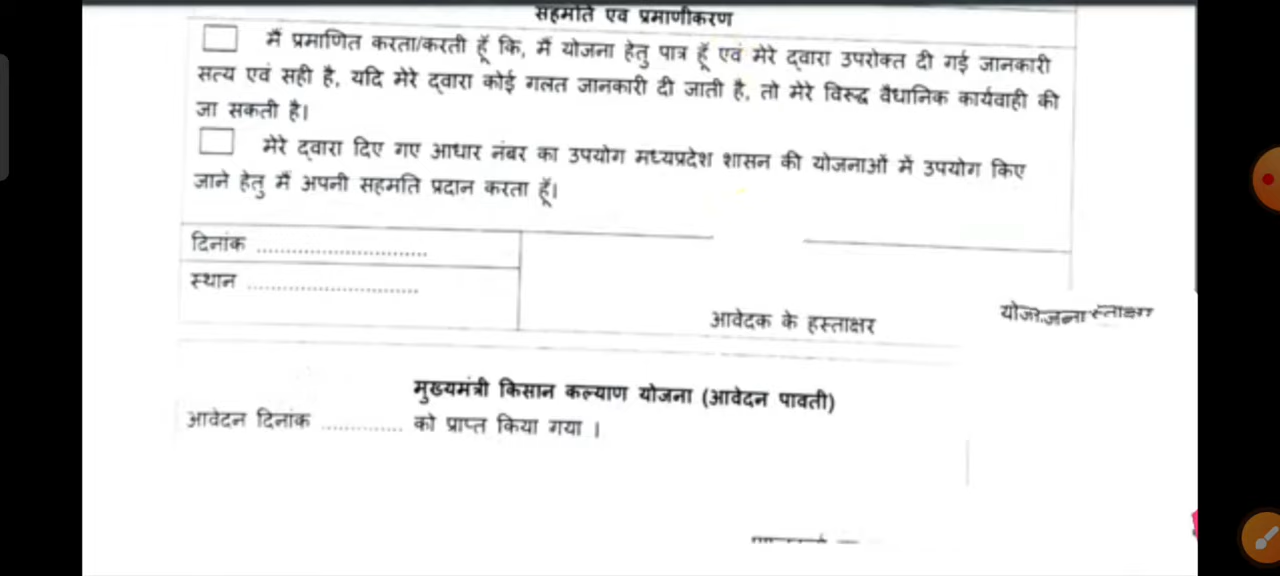 सहमति एवं प्रमाणीकरण
मैं प्रमाणित करता/करती हूँ कि, मैं योजना हेतु पात्र हूँ एवं मेरे द्वारा उपरोक्त दी गई जानकारी
सत्य एवं सही है, यदि मेरे द्वारा कोई गलत जानकारी दी जाती है, तो मेरे विरूद्ध वैधानिक कार्यवाही की
जा सकती है।
मेरे द्वारा दिए गए आधार नंबर का उपयोग मध्यप्रदेश शासन की योजनाओं में उपयोग किए
जाने हेतु मैं अपनी सहमति प्रदान करता हूँ।
दिनांक ..............................
स्थान ..............................
आवेदक के हस्ताक्षर
मुख्यमंत्री किसान कल्याण योजना (आवेदन पावती)
आवेदन दिनांक .............. को प्राप्त किया गया ।